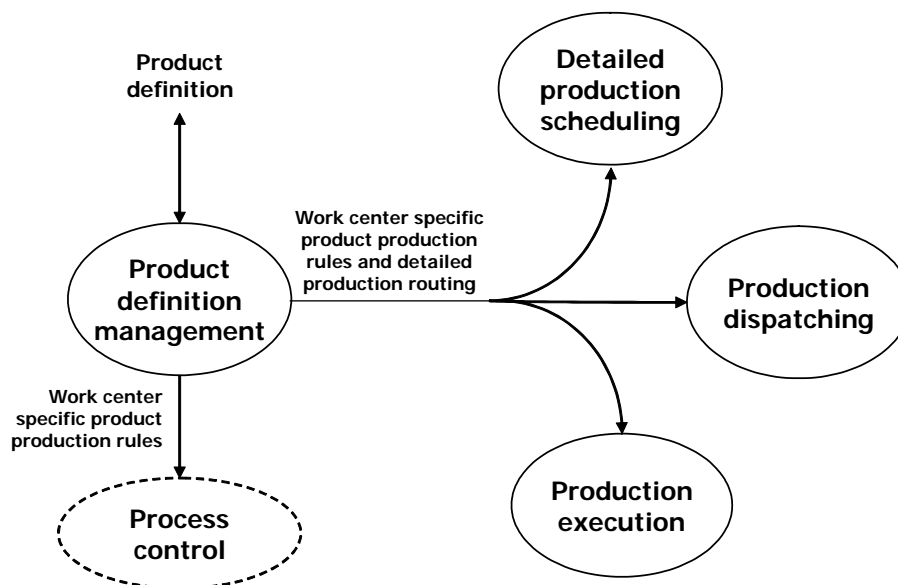 Product
definition
Detailed
production
scheduling
Work center specific
product production
rules and detailed
production routing
Product
definition
management
Production
dispatching
Work center
specific product
production rules
Production
execution
Process
control